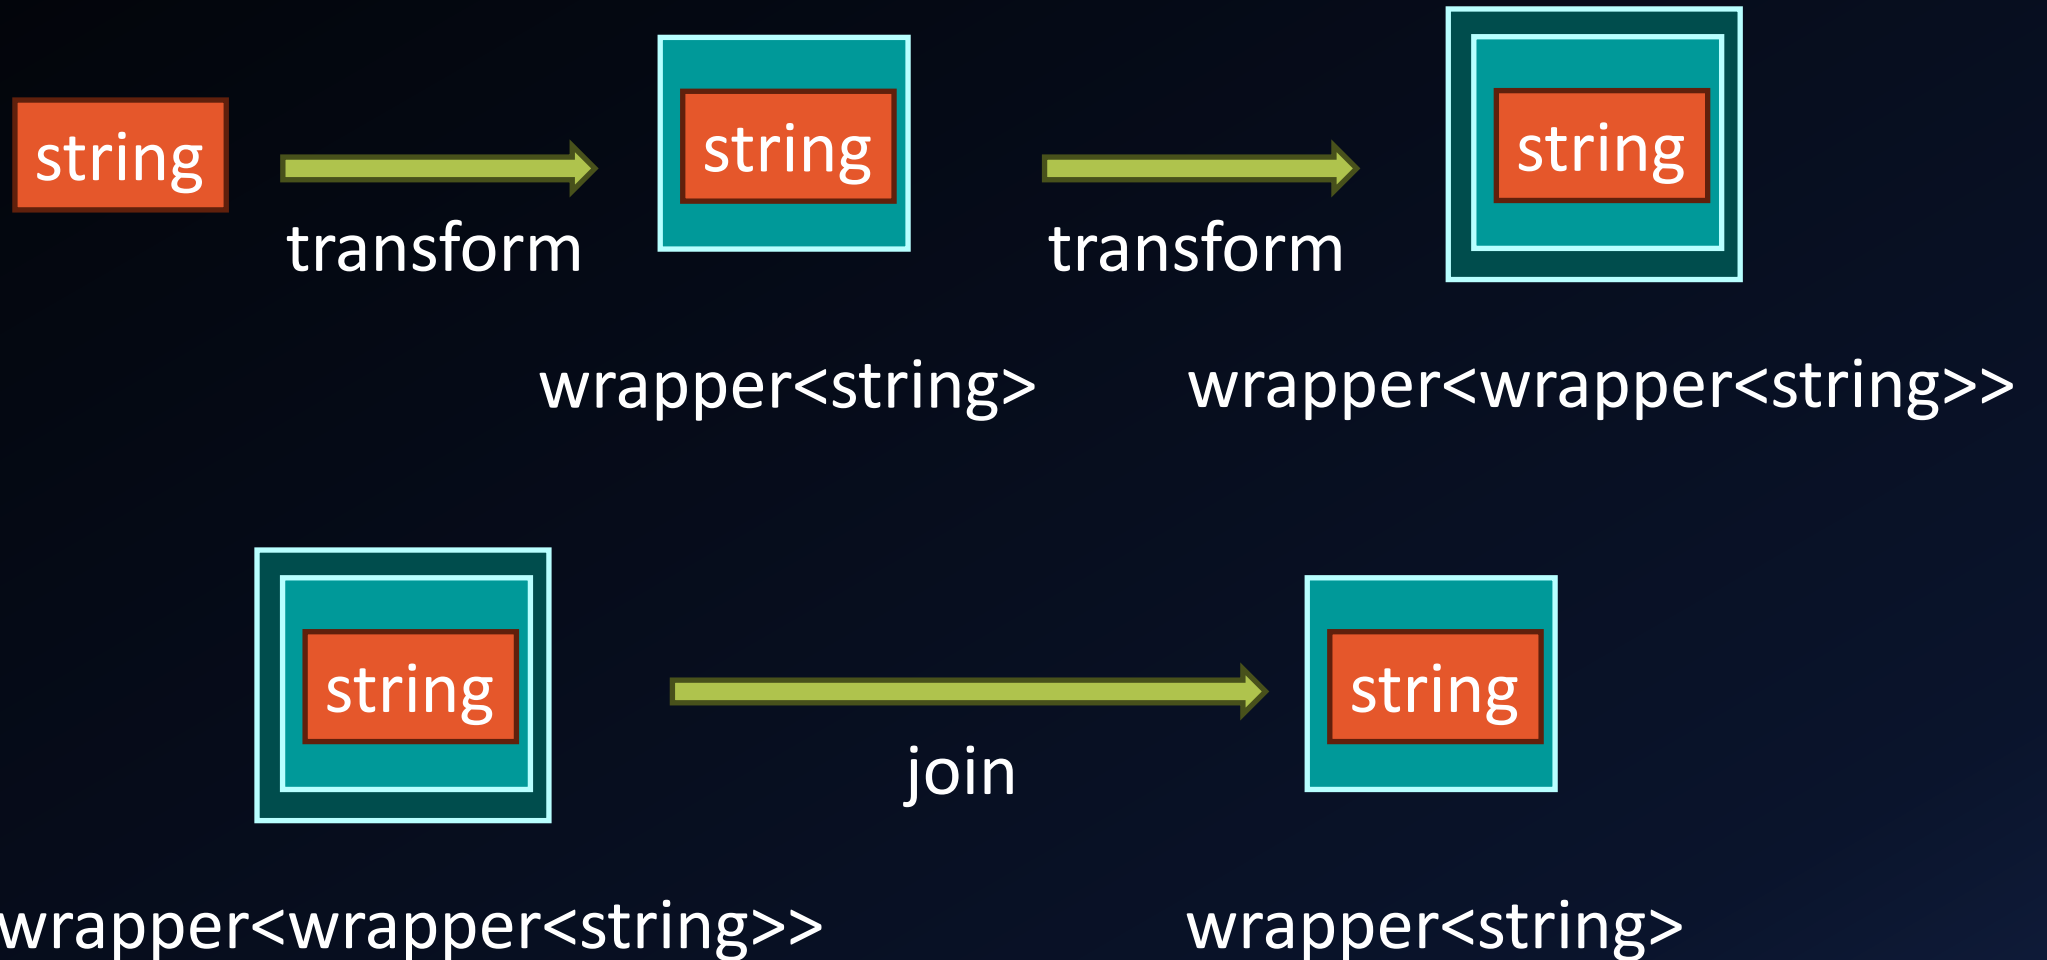 string
transform
string
transform
string
wrapper<string>
wrapper<wrapper<string>>
string
join
string
wrapper<wrapper<string>>
wrapper<string>